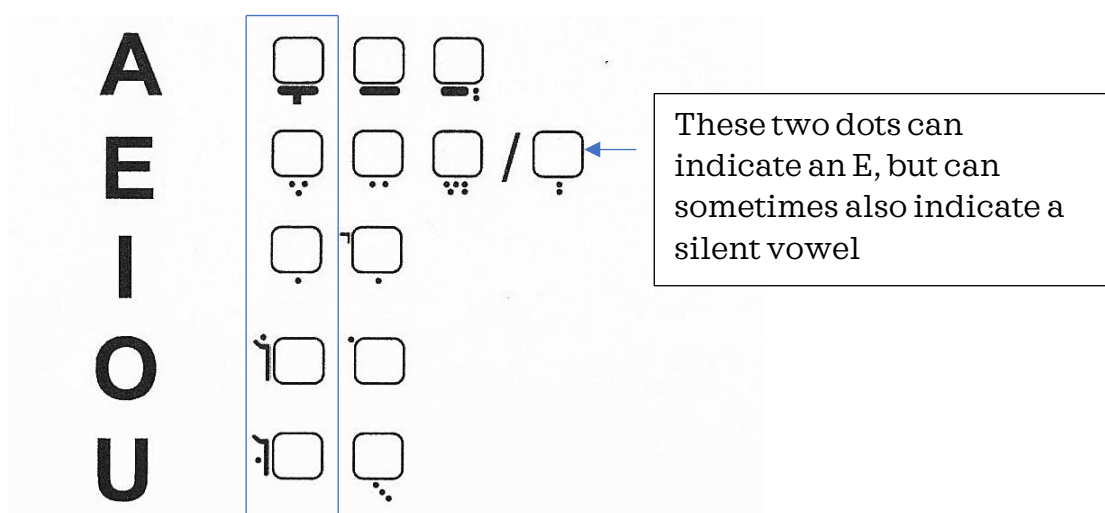 A
E /
I
O
U
These two dots can
indicate an E, but can
sometimes also indicate a
silent vowel